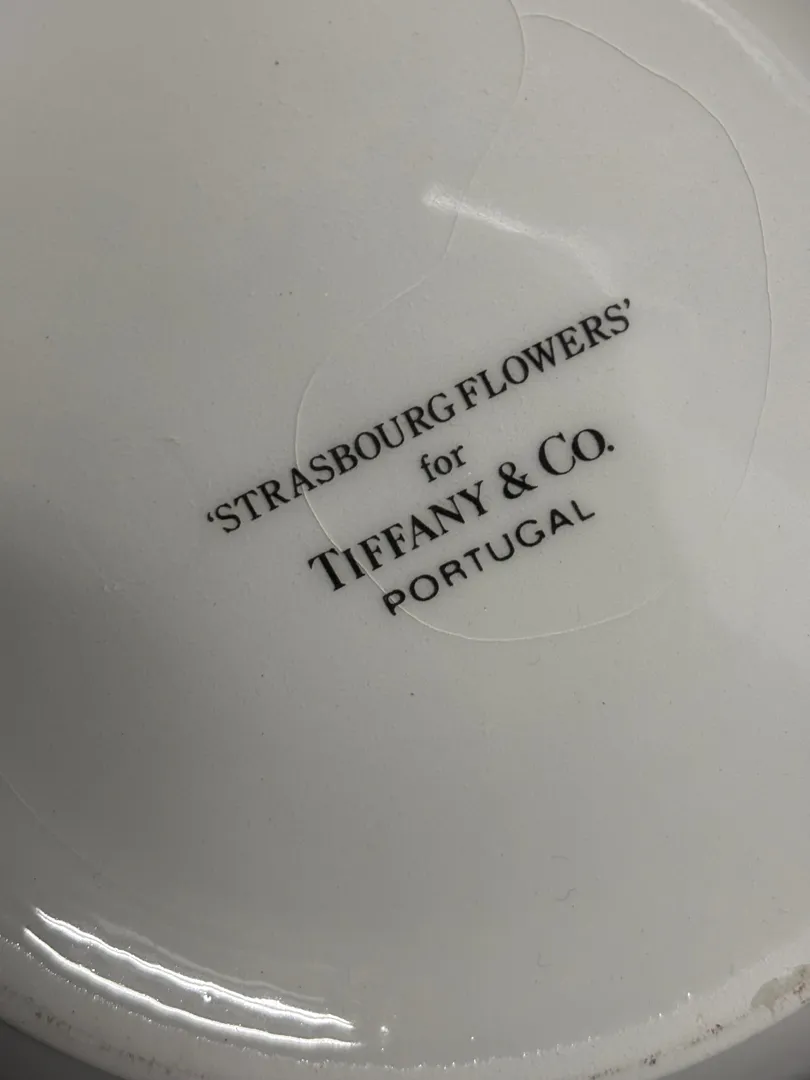 ‘STRASBOURG FLOWERS’
for
TIFFANY & CO.
PORTUGAL